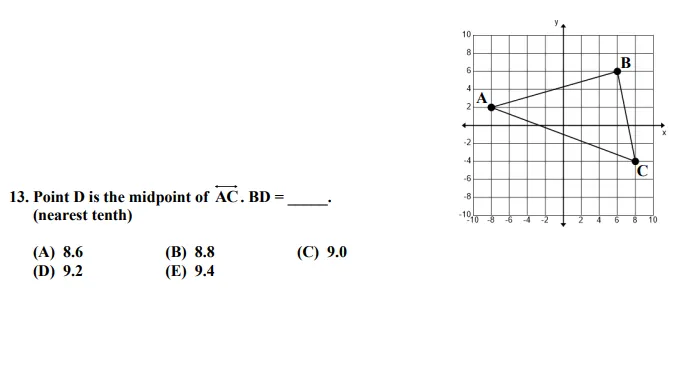 y
10
8
6
4
2
-2
-4
-6
-8
-10
-10 -8 -6 -4 -2 2 4 6 8 10
x
A
B
C
13. Point D is the midpoint of AC. BD = _____.
(nearest tenth)
(A) 8.6 (B) 8.8 (C) 9.0
(D) 9.2 (E) 9.4